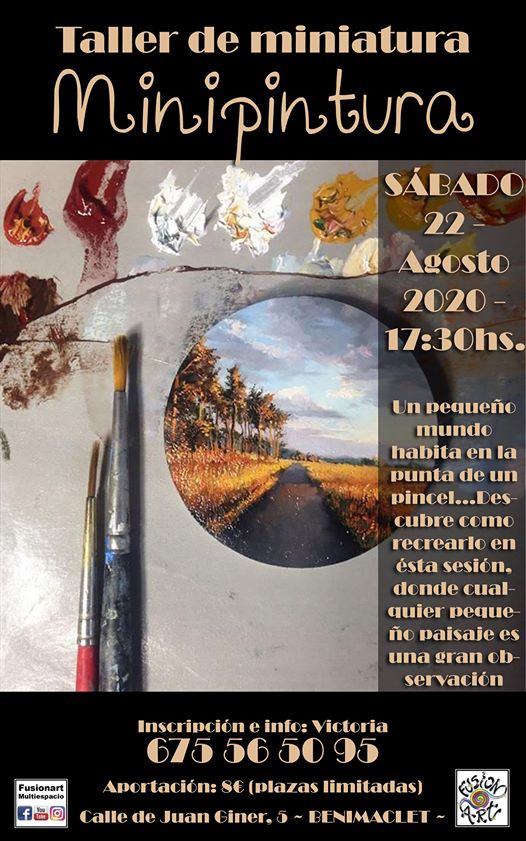 Taller de miniatura
Minipintura
SÁBADO
22 -
Agosto
2020 -
17:30hs.
Un pequeño
mundo
habita en la
punta de un
pincel...Des-
cubre como
recrearlo en
ésta sesión,
donde cual-
quier peque-
ño paisaje es
una gran ob-
servación
Inscripción e info: Victoria
675 56 50 95
Aportación: 8€ (plazas limitadas)
Calle de Juan Giner, 5 ~ BENIMACLET ~
Fusionart
Multiespacio
You Tube
FUSION
ART